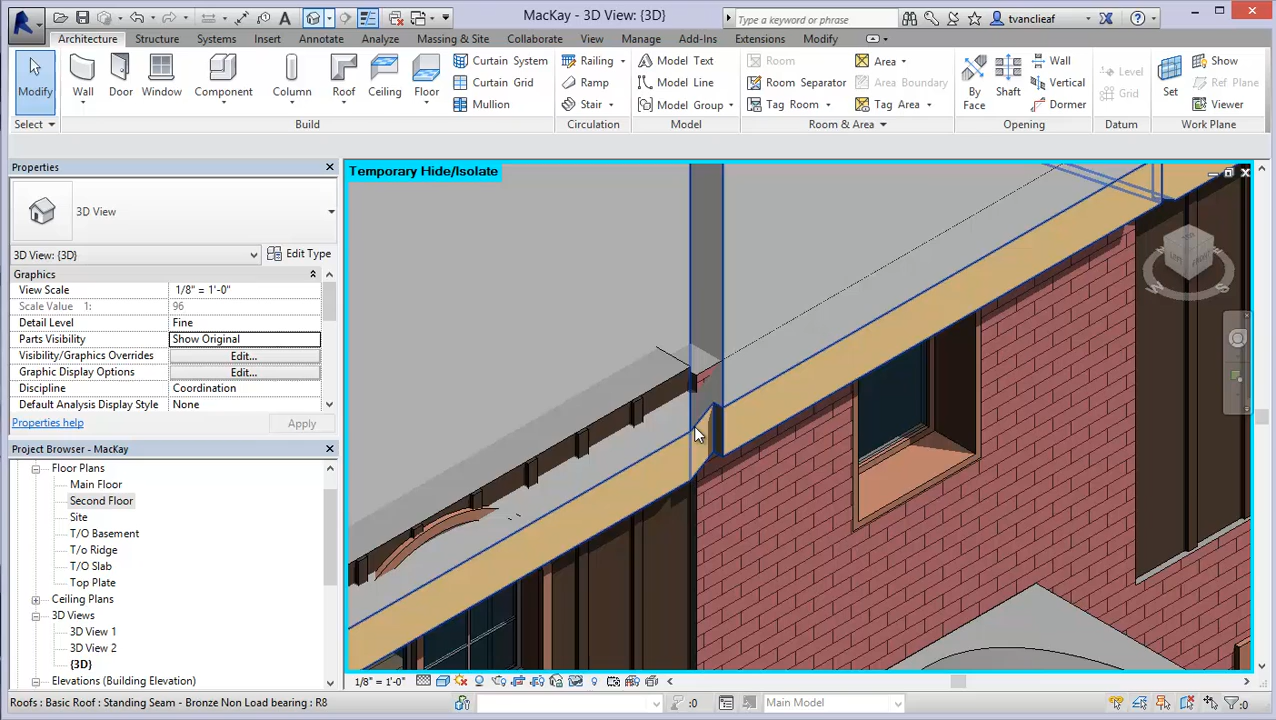 MacKay - 3D View: {3D}
Type a keyword or phrase
tvanclieaf
Architecture Structure Systems Insert Annotate Analyze Massing & Site Collaborate View Manage Add-Ins Extensions Modify
Modify
Wall
Door
Window
Component
Column
Roof
Ceiling
Floor
Curtain System
Curtain Grid
Mullion
Railing
Ramp
Stair
Model Text
Model Line
Model Group
Room
Room Separator
Tag Room
Area
Area Boundary
Tag Area
By Face
Shaft
Wall
Vertical
Dormer
Level
Grid
Set
Show
Ref Plane
Viewer
Select Build Circulation Model Room & Area Opening Datum Work Plane
Properties
3D View
3D View: {3D} Edit Type
Graphics
View Scale 1/8" = 1'-0"
Scale Value 1: 96
Detail Level Fine
Parts Visibility Show Original
Visibility/Graphics Overrides Edit...
Graphic Display Options Edit...
Discipline Coordination
Default Analysis Display Style None
Properties help Apply
Project Browser - MacKay
Floor Plans
Main Floor
Second Floor
Site
T/O Basement
T/o Ridge
T/O Slab
Top Plate
Ceiling Plans
3D Views
3D View 1
3D View 2
{3D}
Elevations (Building Elevation)
Temporary Hide/Isolate
1/8" = 1'-0"
Roofs : Basic Roof : Standing Seam - Bronze Non Load bearing : R8
:0
Main Model
:0